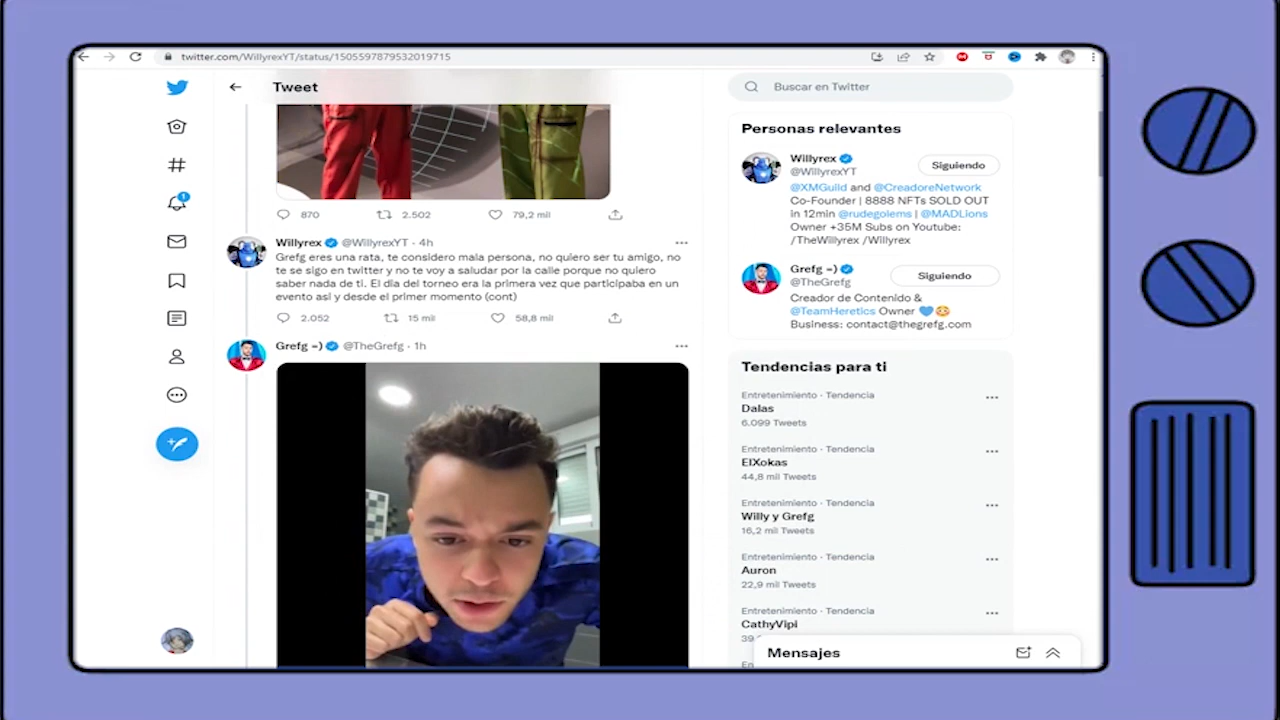 twitter.com/WillyrexYT/status/1505597879532019715
Tweet
870
2.502
79,2 mil
Willyrex @WillyrexYT · 4h
Grefg eres una rata, te considero mala persona, no quiero ser tu amigo, no
te se sigo en twitter y no te voy a saludar por la calle porque no quiero
saber nada de ti. El dia del torneo era la primera vez que participaba en un
evento asi y desde el primer momento (cont)
2.052
15 mil
58,8 mil
Grefg =) @TheGrefg · 1h
Buscar en Twitter
Personas relevantes
Willyrex
@WillyrexYT
Siguiendo
@XMGuild and @CreadoreNetwork
Co-Founder | 8888 NFTs SOLD OUT
in 12min @rudegolems | @MADLions
Owner +35M Subs on Youtube:
/TheWillyrex /Willyrex
Grefg =)
@TheGrefg
Siguiendo
Creador de Contenido &
@TeamHeretics Owner 💙😳
Business: contact@thegrefg.com
Tendencias para ti
Entretenimiento · Tendencia
Dalas
6.099 Tweets
Entretenimiento · Tendencia
ElXokas
44,8 mil Tweets
Entretenimiento · Tendencia
Willy y Grefg
16,2 mil Tweets
Entretenimiento · Tendencia
Auron
22,9 mil Tweets
Entretenimiento · Tendencia
CathyVipi
Mensajes